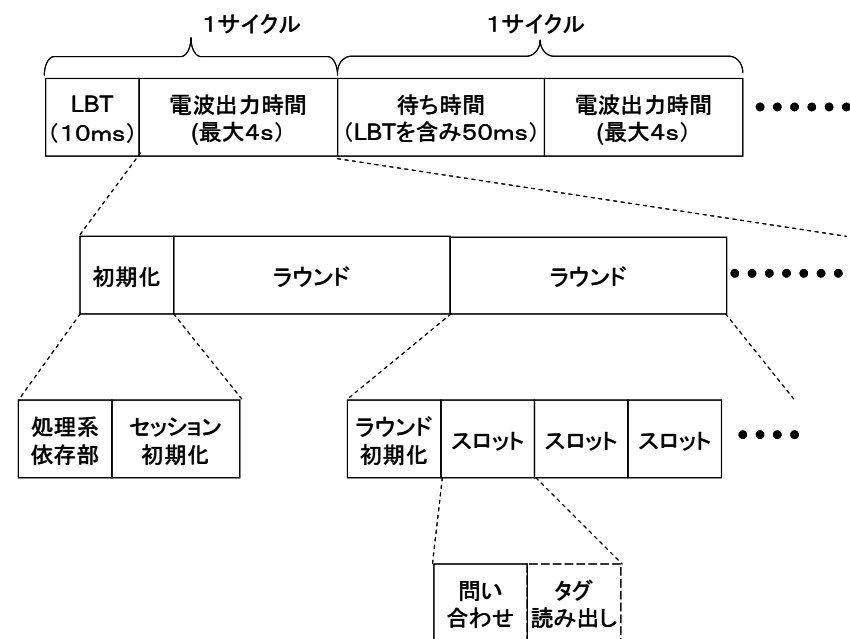 1サイクル
1サイクル
LBT
(10ms)
電波出力時間
(最大4s)
待ち時間
(LBTを含み50ms)
電波出力時間
(最大4s)
初期化
ラウンド
ラウンド
処理系
依存部
セッション
初期化
ラウンド
初期化
スロット
スロット
スロット
問い
合わせ
タグ
読み出し